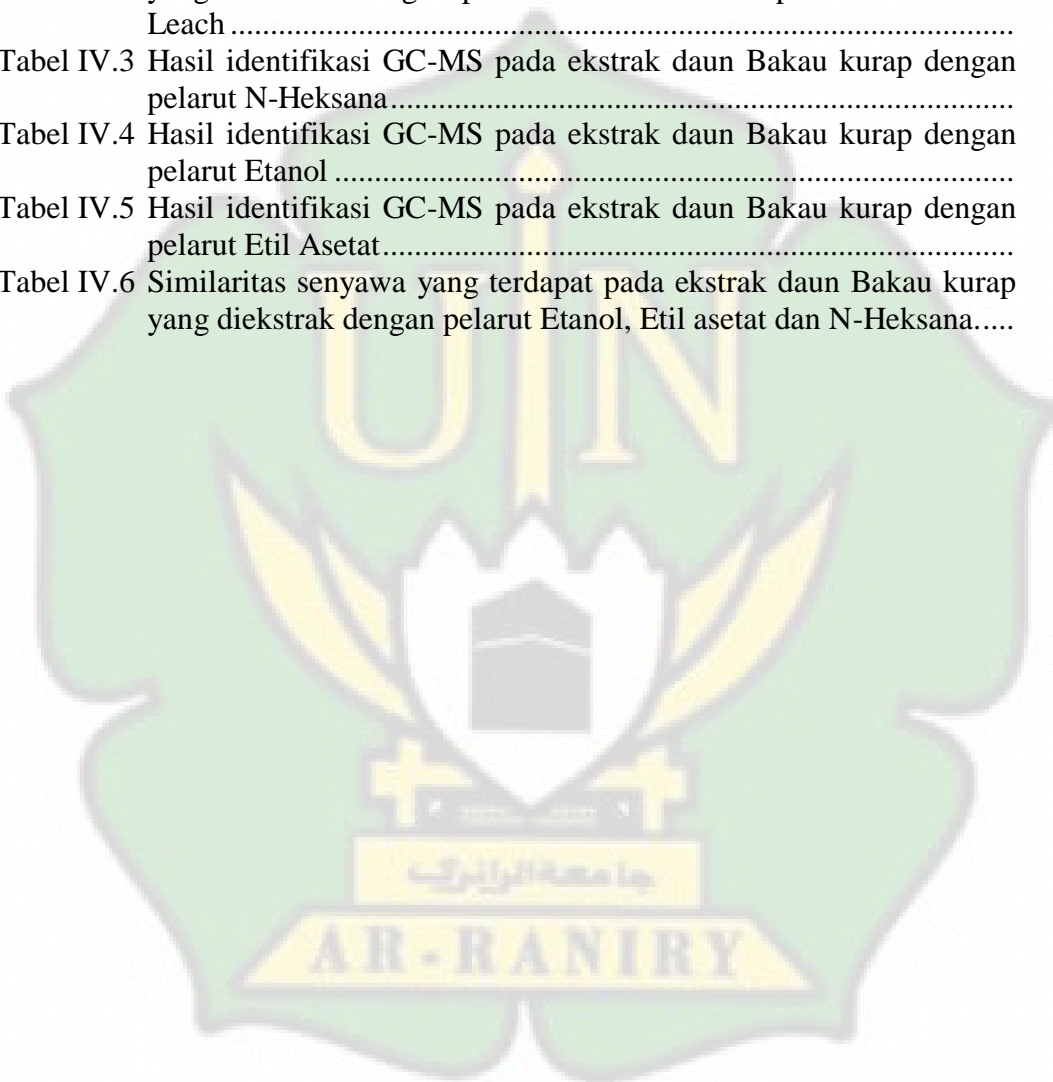 Leach ..............................................................................................
Tabel IV.3 Hasil identifikasi GC-MS pada ekstrak daun Bakau kurap dengan
pelarut N-Heksana..........................................................................
Tabel IV.4 Hasil identifikasi GC-MS pada ekstrak daun Bakau kurap dengan
pelarut Etanol .................................................................................
Tabel IV.5 Hasil identifikasi GC-MS pada ekstrak daun Bakau kurap dengan
pelarut Etil Asetat...........................................................................
Tabel IV.6 Similaritas senyawa yang terdapat pada ekstrak daun Bakau kurap
yang diekstrak dengan pelarut Etanol, Etil asetat dan N-Heksana.....
UIN
جامعة الرانري
AR-RANIRY